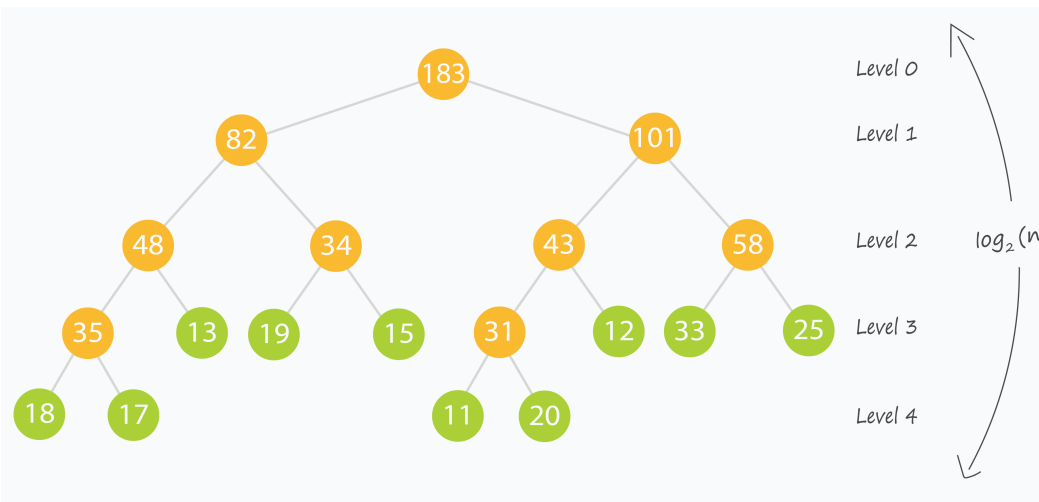 183 Level 0
82 101 Level 1
48 34 43 58 Level 2
log₂(n
35 13 19 15 31 12 33 25 Level 3
18 17 11 20 Level 4